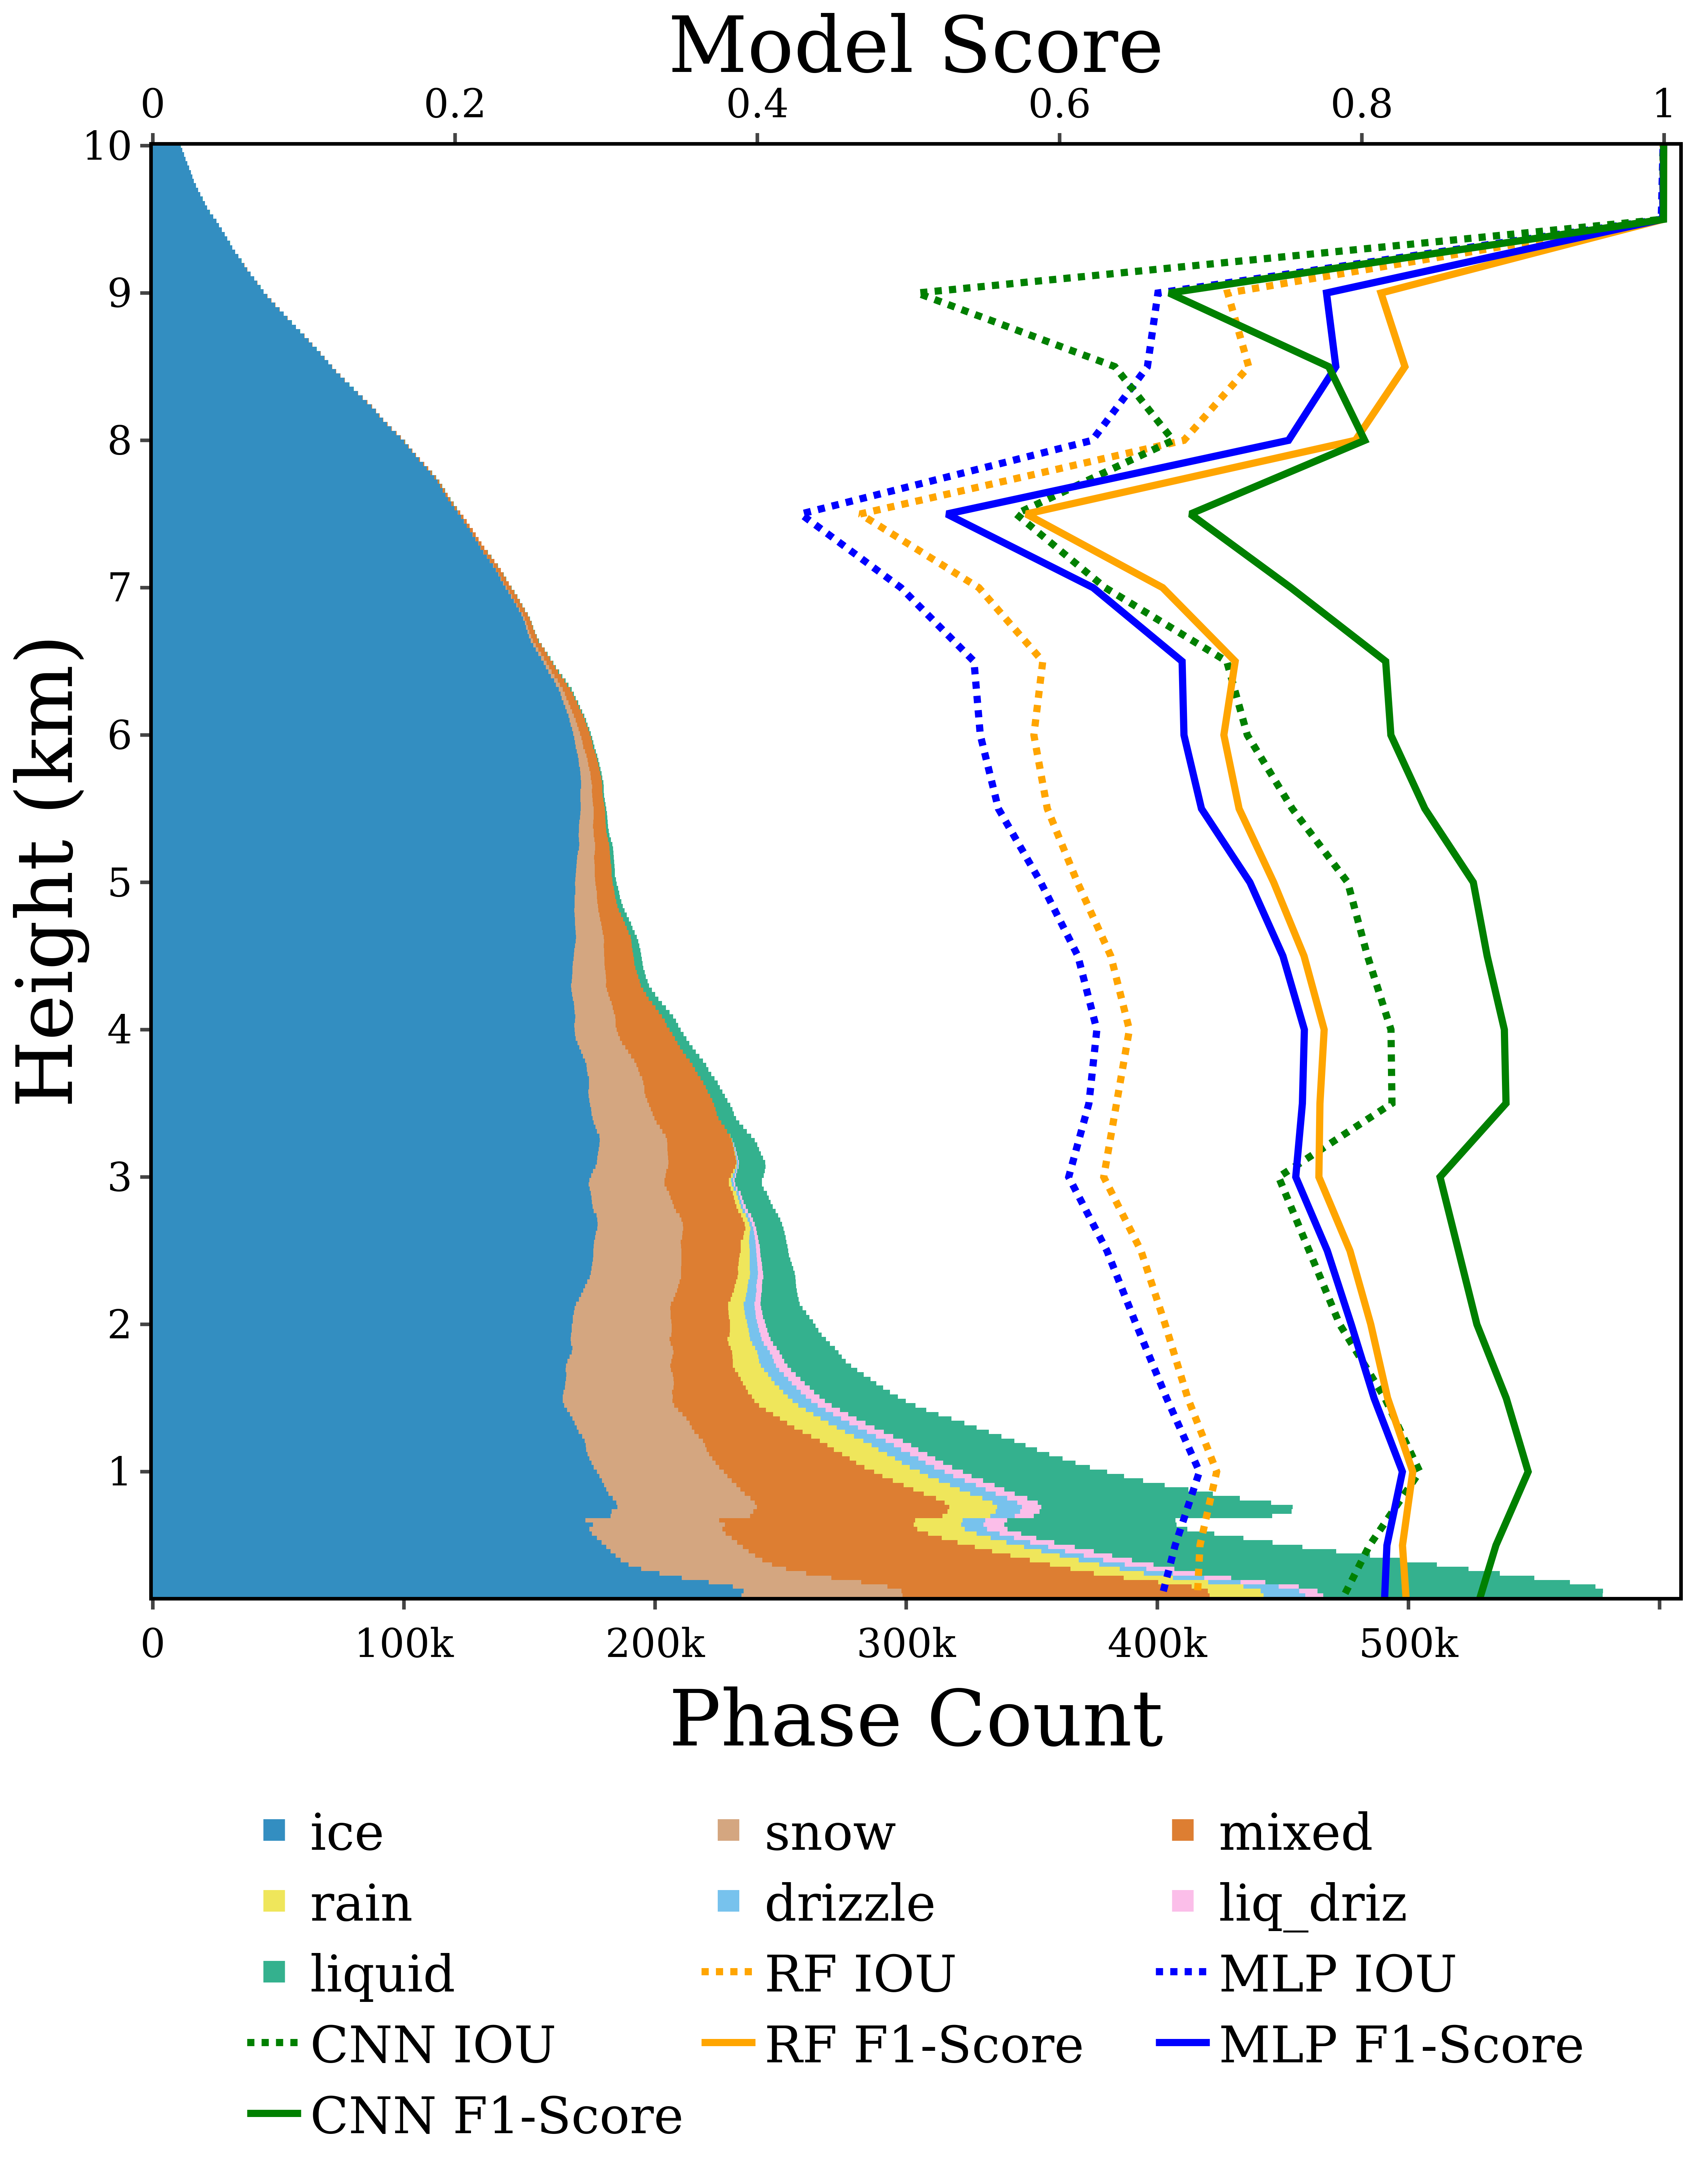 Model Score
0 0.2 0.4 0.6 0.8 1
10
9
8
7
6
5
4
3
2
1
Height (km)
0 100k 200k 300k 400k 500k
Phase Count
ice snow mixed
rain drizzle liq_driz
liquid RF IOU MLP IOU
CNN IOU RF F1-Score MLP F1-Score
CNN F1-Score